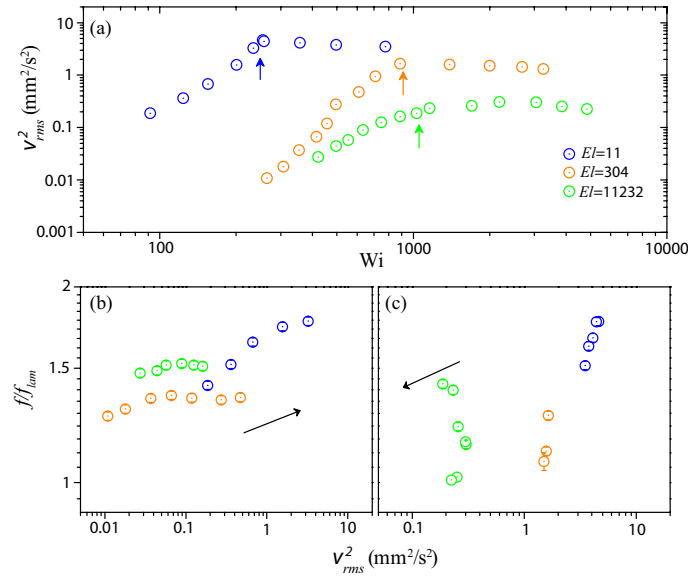 (a)
v²rms (mm²/s²)
10
1
0.1
0.01
0.001
El=11
El=304
El=11232
100 1000 10000
Wi
(b) (c)
f/flam
2
1.5
1
0.01 0.1 1 10 0.1 1 10
v²rms (mm²/s²)